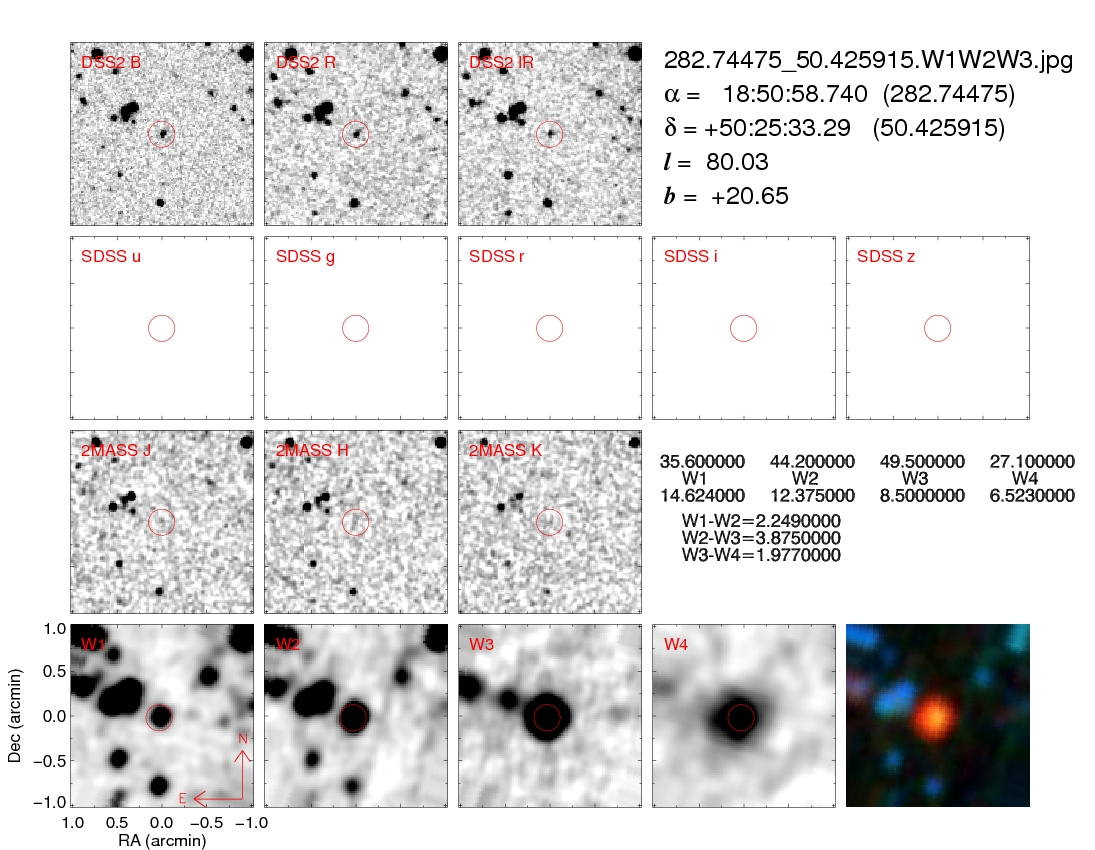 DSS2 B
DSS2 R
DSS2 IR
282.74475_50.425915.W1W2W3.jpg
α = 18:50:58.740 (282.74475)
δ = +50:25:33.29 (50.425915)
l = 80.03
b = +20.65
SDSS u
SDSS g
SDSS r
SDSS i
SDSS z
2MASS J
2MASS H
2MASS K
35.600000 44.200000 49.500000 27.100000
W1 W2 W3 W4
14.624000 12.375000 8.5000000 6.5230000
W1-W2=2.2490000
W2-W3=3.8750000
W3-W4=1.9770000
W1
W2
W3
W4
N
E
1.0
0.5
0.0
−0.5
−1.0
Dec (arcmin)
1.0 0.5 0.0 −0.5 −1.0
RA (arcmin)